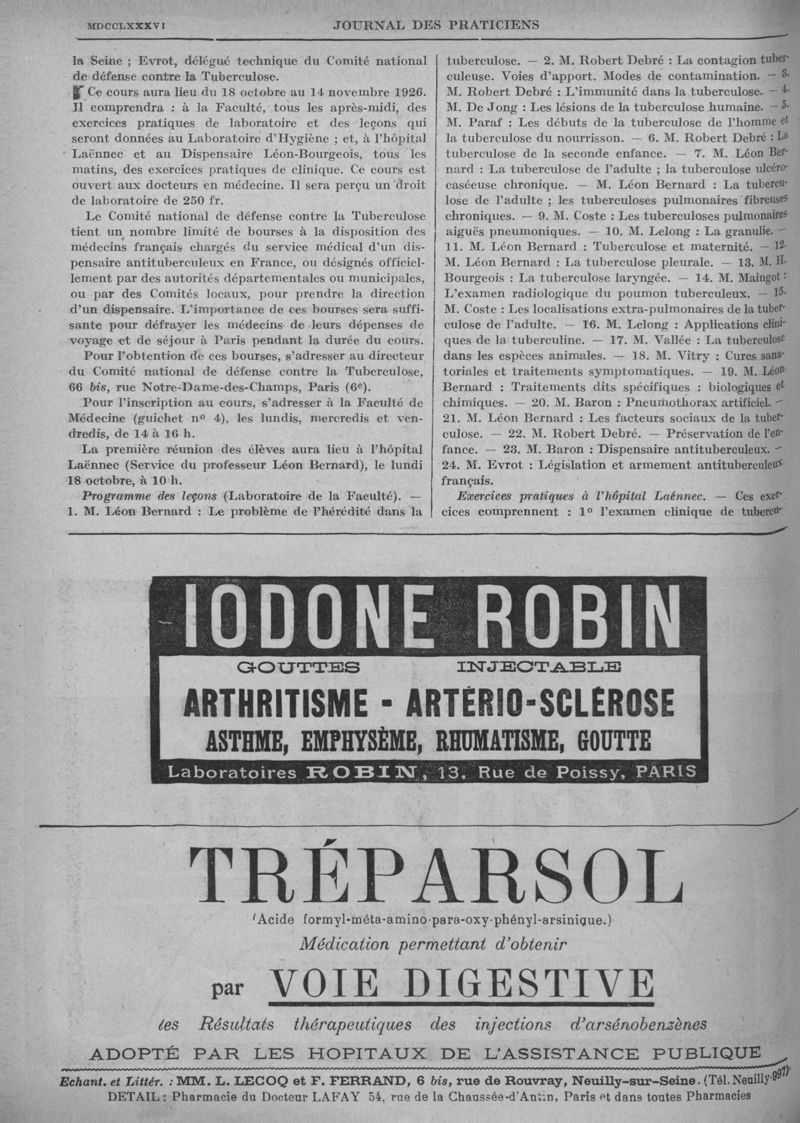 MDCCLXXXVI
JOURNAL DES PRATICIENS
la Seine ; Evrot, délégué technique du Comité national
de défense contre la Tuberculose.
Ce cours aura lieu du 18 octobre au 14 novembre 1926.
Il comprendra : à la Faculté, tous les après-midi, des
exercices pratiques de laboratoire et des leçons qui
seront données au Laboratoire d'Hygiène ; et, à l'hôpital
Laënnec et au Dispensaire Léon-Bourgeois, tous les
matins, des exercices pratiques de clinique. Ce cours est
ouvert aux docteurs en médecine. Il sera perçu un droit
de laboratoire de 250 fr.
Le Comité national de défense contre la Tuberculose
tient un nombre limité de bourses à la disposition des
médecins français chargés du service médical d'un dis-
pensaire antituberculeux en France, ou désignés officiel-
lement par des autorités départementales ou municipales,
ou par des Comités locaux, pour prendre la direction
d'un dispensaire. L'importance de ces bourses sera suffi-
sante pour défrayer les médecins de leurs dépenses de
voyage et de séjour à Paris pendant la durée du cours.
Pour l'obtention de ces bourses, s'adresser au directeur
du Comité national de défense contre la Tuberculose,
66 bis, rue Notre-Dame-des-Champs, Paris (6e).
Pour l'inscription au cours, s'adresser à la Faculté de
Médecine (guichet no 4), les lundis, mercredis et ven-
dredis, de 14 à 16 h.
La première réunion des élèves aura lieu à l'hôpital
Laënnec (Service du professeur Léon Bernard), le lundi
18 octobre, à 10 h.
Programme des leçons (Laboratoire de la Faculté). —
1. M. Léon Bernard : Le problème de l'hérédité dans la
tuberculose. — 2. M. Robert Debré : La contagion tuber-
culeuse. Voies d'apport. Modes de contamination. — 3.
M. Robert Debré : L'immunité dans la tuberculose. — 4.
M. De Jong : Les lésions de la tuberculose humaine. — 5.
M. Paraf : Les débuts de la tuberculose de l'homme et
la tuberculose du nourrisson. — 6. M. Robert Debré : La
tuberculose de la seconde enfance. — 7. M. Léon Ber-
nard : La tuberculose de l'adulte ; la tuberculose ulcéro-
caséeuse chronique. — M. Léon Bernard : La tubercu-
lose de l'adulte ; les tuberculoses pulmonaires fibreuses
chroniques. — 9. M. Coste : Les tuberculoses pulmonaires
aiguës pneumoniques. — 10. M. Lelong : La granulie. —
11. M. Léon Bernard : Tuberculose et maternité. — 12.
M. Léon Bernard : La tuberculose pleurale. — 13. M. H.
Bourgeois : La tuberculose laryngée. — 14. M. Maingot :
L'examen radiologique du poumon tuberculeux. — 15.
M. Coste : Les localisations extra-pulmonaires de la tuber-
culose de l'adulte. — 16. M. Lelong : Applications clini-
ques de la tuberculine. — 17. M. Vallée : La tuberculose
dans les espèces animales. — 18. M. Vitry : Cures sana-
toriales et traitements symptomatiques. — 19. M. Léon
Bernard : Traitements dits spécifiques : biologiques et
chimiques. — 20. M. Baron : Pneumothorax artificiel. —
21. M. Léon Bernard : Les facteurs sociaux de la tuber-
culose. — 22. M. Robert Debré. — Préservation de l'en-
fance. — 23. M. Baron : Dispensaire antituberculeux. —
24. M. Evrot : Législation et armement antituberculeux
français.
Exercices pratiques à l'hôpital Laënnec. — Ces exer-
cices comprennent : 1o l'examen clinique de tubercu-
IODONE ROBIN
GOUTTES INJECTABLE
ARTHRITISME - ARTÉRIO-SCLÉROSE
ASTHME, EMPHYSÈME, RHUMATISME, GOUTTE
Laboratoires ROBIN, 13, Rue de Poissy, PARIS
TRÉPARSOL
(Acide formyl-méta-amino-para-oxy-phényl-arsinique.)
Médication permettant d'obtenir
par VOIE DIGESTIVE
les Résultats thérapeutiques des injections d'arsénobenzènes
ADOPTÉ PAR LES HOPITAUX DE L'ASSISTANCE PUBLIQUE
Echant. et Littér. : MM. L. LECOQ et F. FERRAND, 6 bis, rue de Rouvray, Neuilly-sur-Seine. (Tél. Neuilly-997)
DETAIL : Pharmacie du Docteur LAFAY 54, rue de la Chaussée-d'Antin, Paris et dans toutes Pharmacies